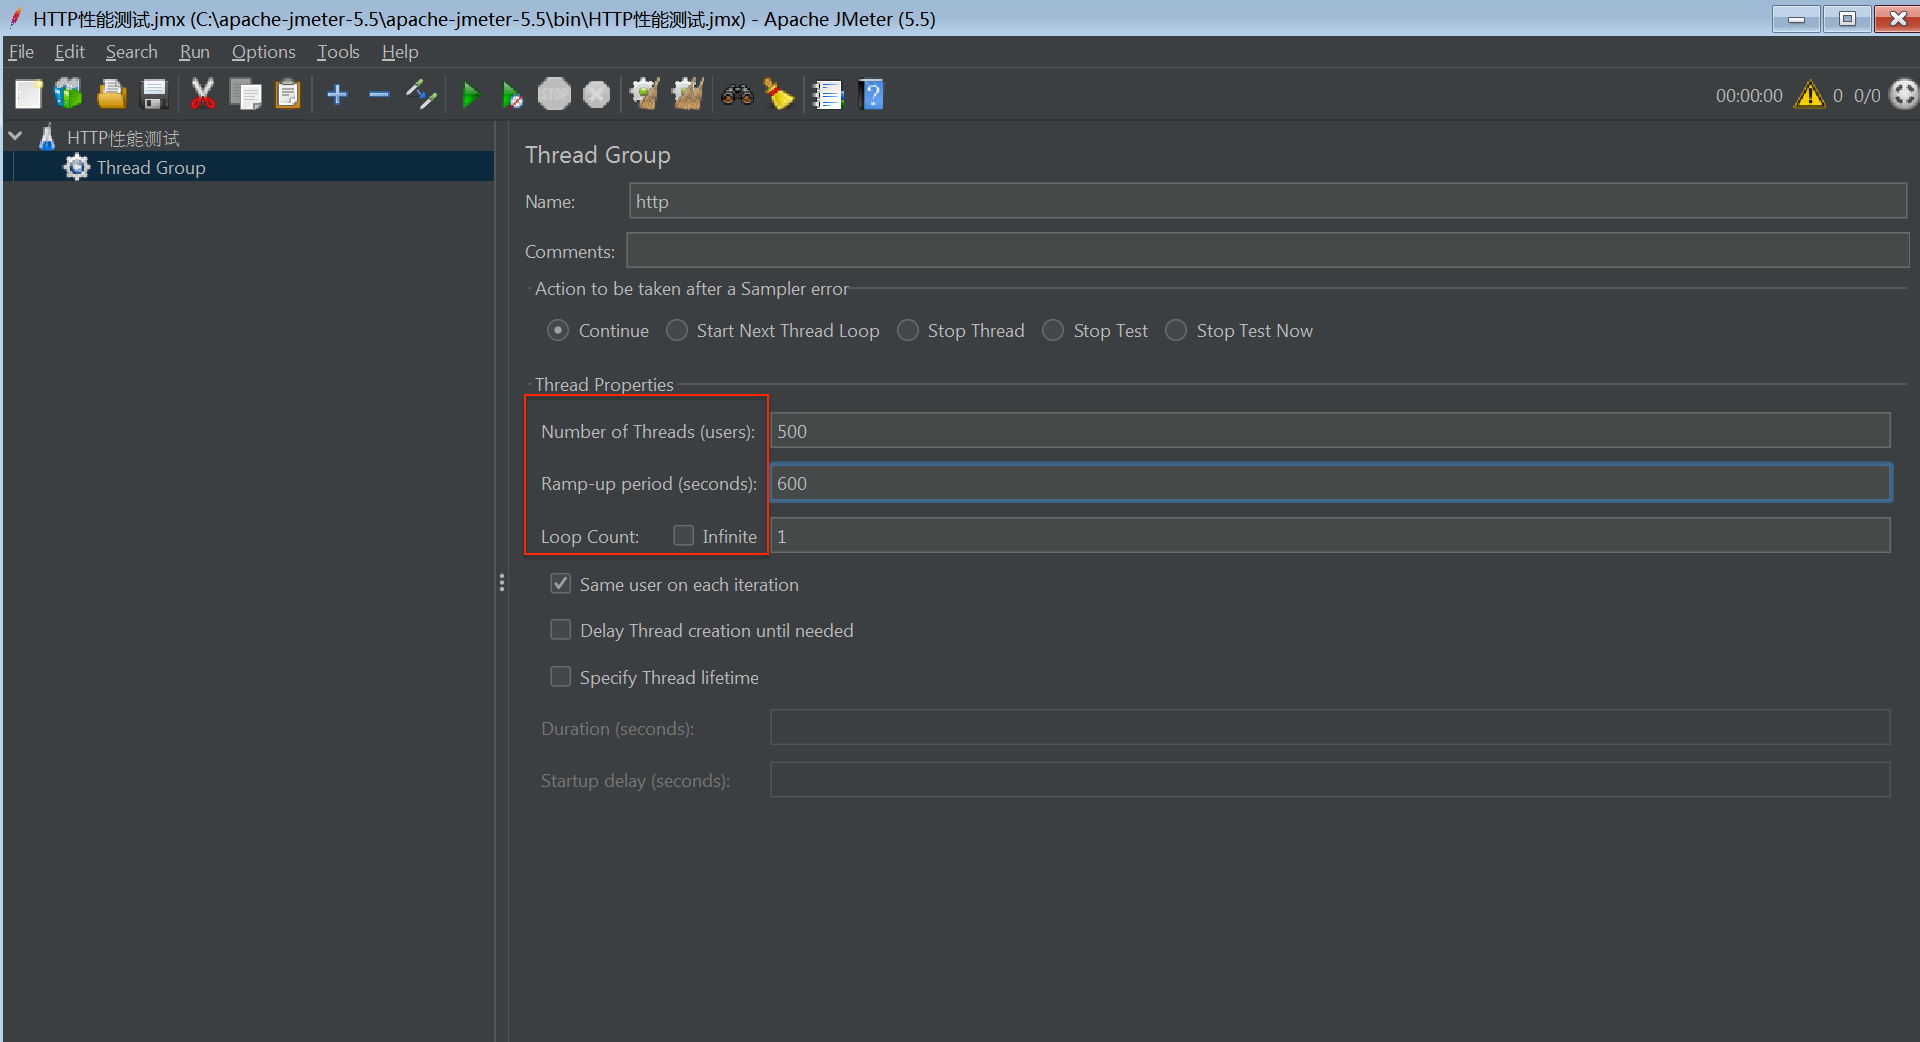 HTTP性能测试.jmx (C:\apache-jmeter-5.5\apache-jmeter-5.5\bin\HTTP性能测试.jmx) - Apache JMeter (5.5)
File Edit Search Run Options Tools Help
STOP
00:00:00 0 0/0
HTTP性能测试
Thread Group
Thread Group
Name: http
Comments:
Action to be taken after a Sampler error
Continue Start Next Thread Loop Stop Thread Stop Test Stop Test Now
Thread Properties
Number of Threads (users): 500
Ramp-up period (seconds): 600
Loop Count: Infinite 1
Same user on each iteration
Delay Thread creation until needed
Specify Thread lifetime
Duration (seconds):
Startup delay (seconds):